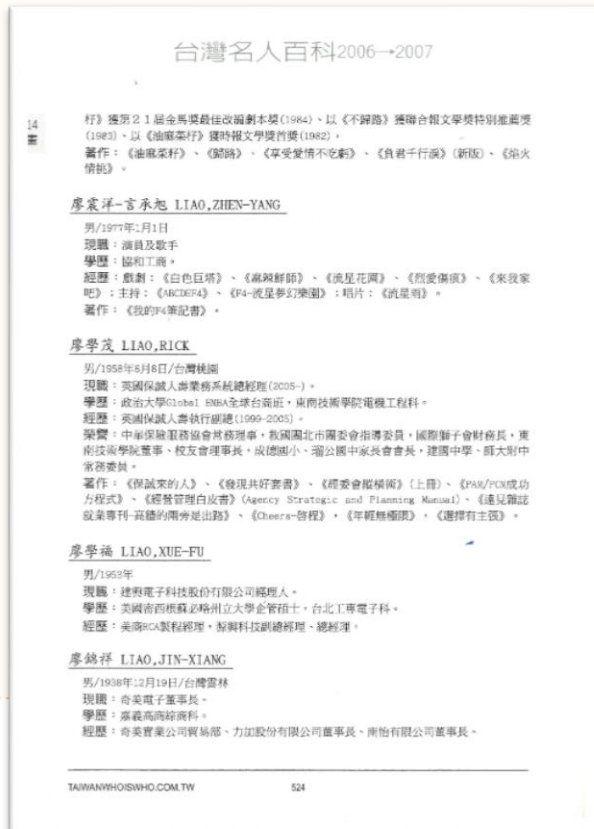 台灣名人百科2006→2007
14
畫
籽》獲第21屆金馬獎最佳改編劇本獎(1984)、以《不歸路》獲聯合報文學獎特別推薦獎
(1983)、以《油麻菜籽》獲時報文學獎首獎(1982)。
著作：《油麻菜籽》、《歸路》、《享受愛情不吃虧》、《負君千行淚》(新版)、《焰火
情挑》。
廖震洋-言承旭 LIAO,ZHEN-YANG
男/1977年1月1日
現職：演員及歌手
學歷：協和工商。
經歷：戲劇：《白色巨塔》、《麻辣鮮師》、《流星花園》、《烈愛傷痕》、《來我家
吧》；主持：《ABCDEF4》、《F4-流星夢幻樂園》；唱片：《流星雨》。
著作：《我的F4筆記書》。
廖學茂 LIAO,RICK
男/1958年8月8日/台灣桃園
現職：英國保誠人壽業務系統總經理(2005-)。
學歷：政治大學Global EMBA全球台商班，東南技術學院電機工程科。
經歷：英國保誠人壽執行副總(1999-2005)。
榮譽：中華保險服務協會常務理事，救國團北市團委會指導委員，國際獅子會財務長，東
南技術學院董事、校友會理事長，成德國小、瑠公國中家長會會長，建國中學、師大附中
常務委員。
著作：《保誠來的人》、《發現共好套書》、《經委會縱橫術》(上冊)、《PAM/PCM成功
方程式》、《經營管理白皮書》(Agency Strategic and Planning Manual)、《遠見雜誌
就業專刊-高牆的兩旁是出路》、《Cheers-啓程》，《年輕無極限》，《選擇有主張》。
廖學福 LIAO,XUE-FU
男/1953年
現職：建興電子科技股份有限公司經理人。
學歷：美國密西根蘇必略州立大學企管碩士，台北工專電子科。
經歷：美商RCA製程經理，源興科技副總經理、總經理。
廖錦祥 LIAO,JIN-XIANG
男/1938年12月19日/台灣雲林
現職：奇美電子董事長。
學歷：嘉義高商綜商科。
經歷：奇美實業公司貿易部、力加股份有限公司董事長、南怡有限公司董事長。
TAIWANWHOISWHO.COM.TW
524